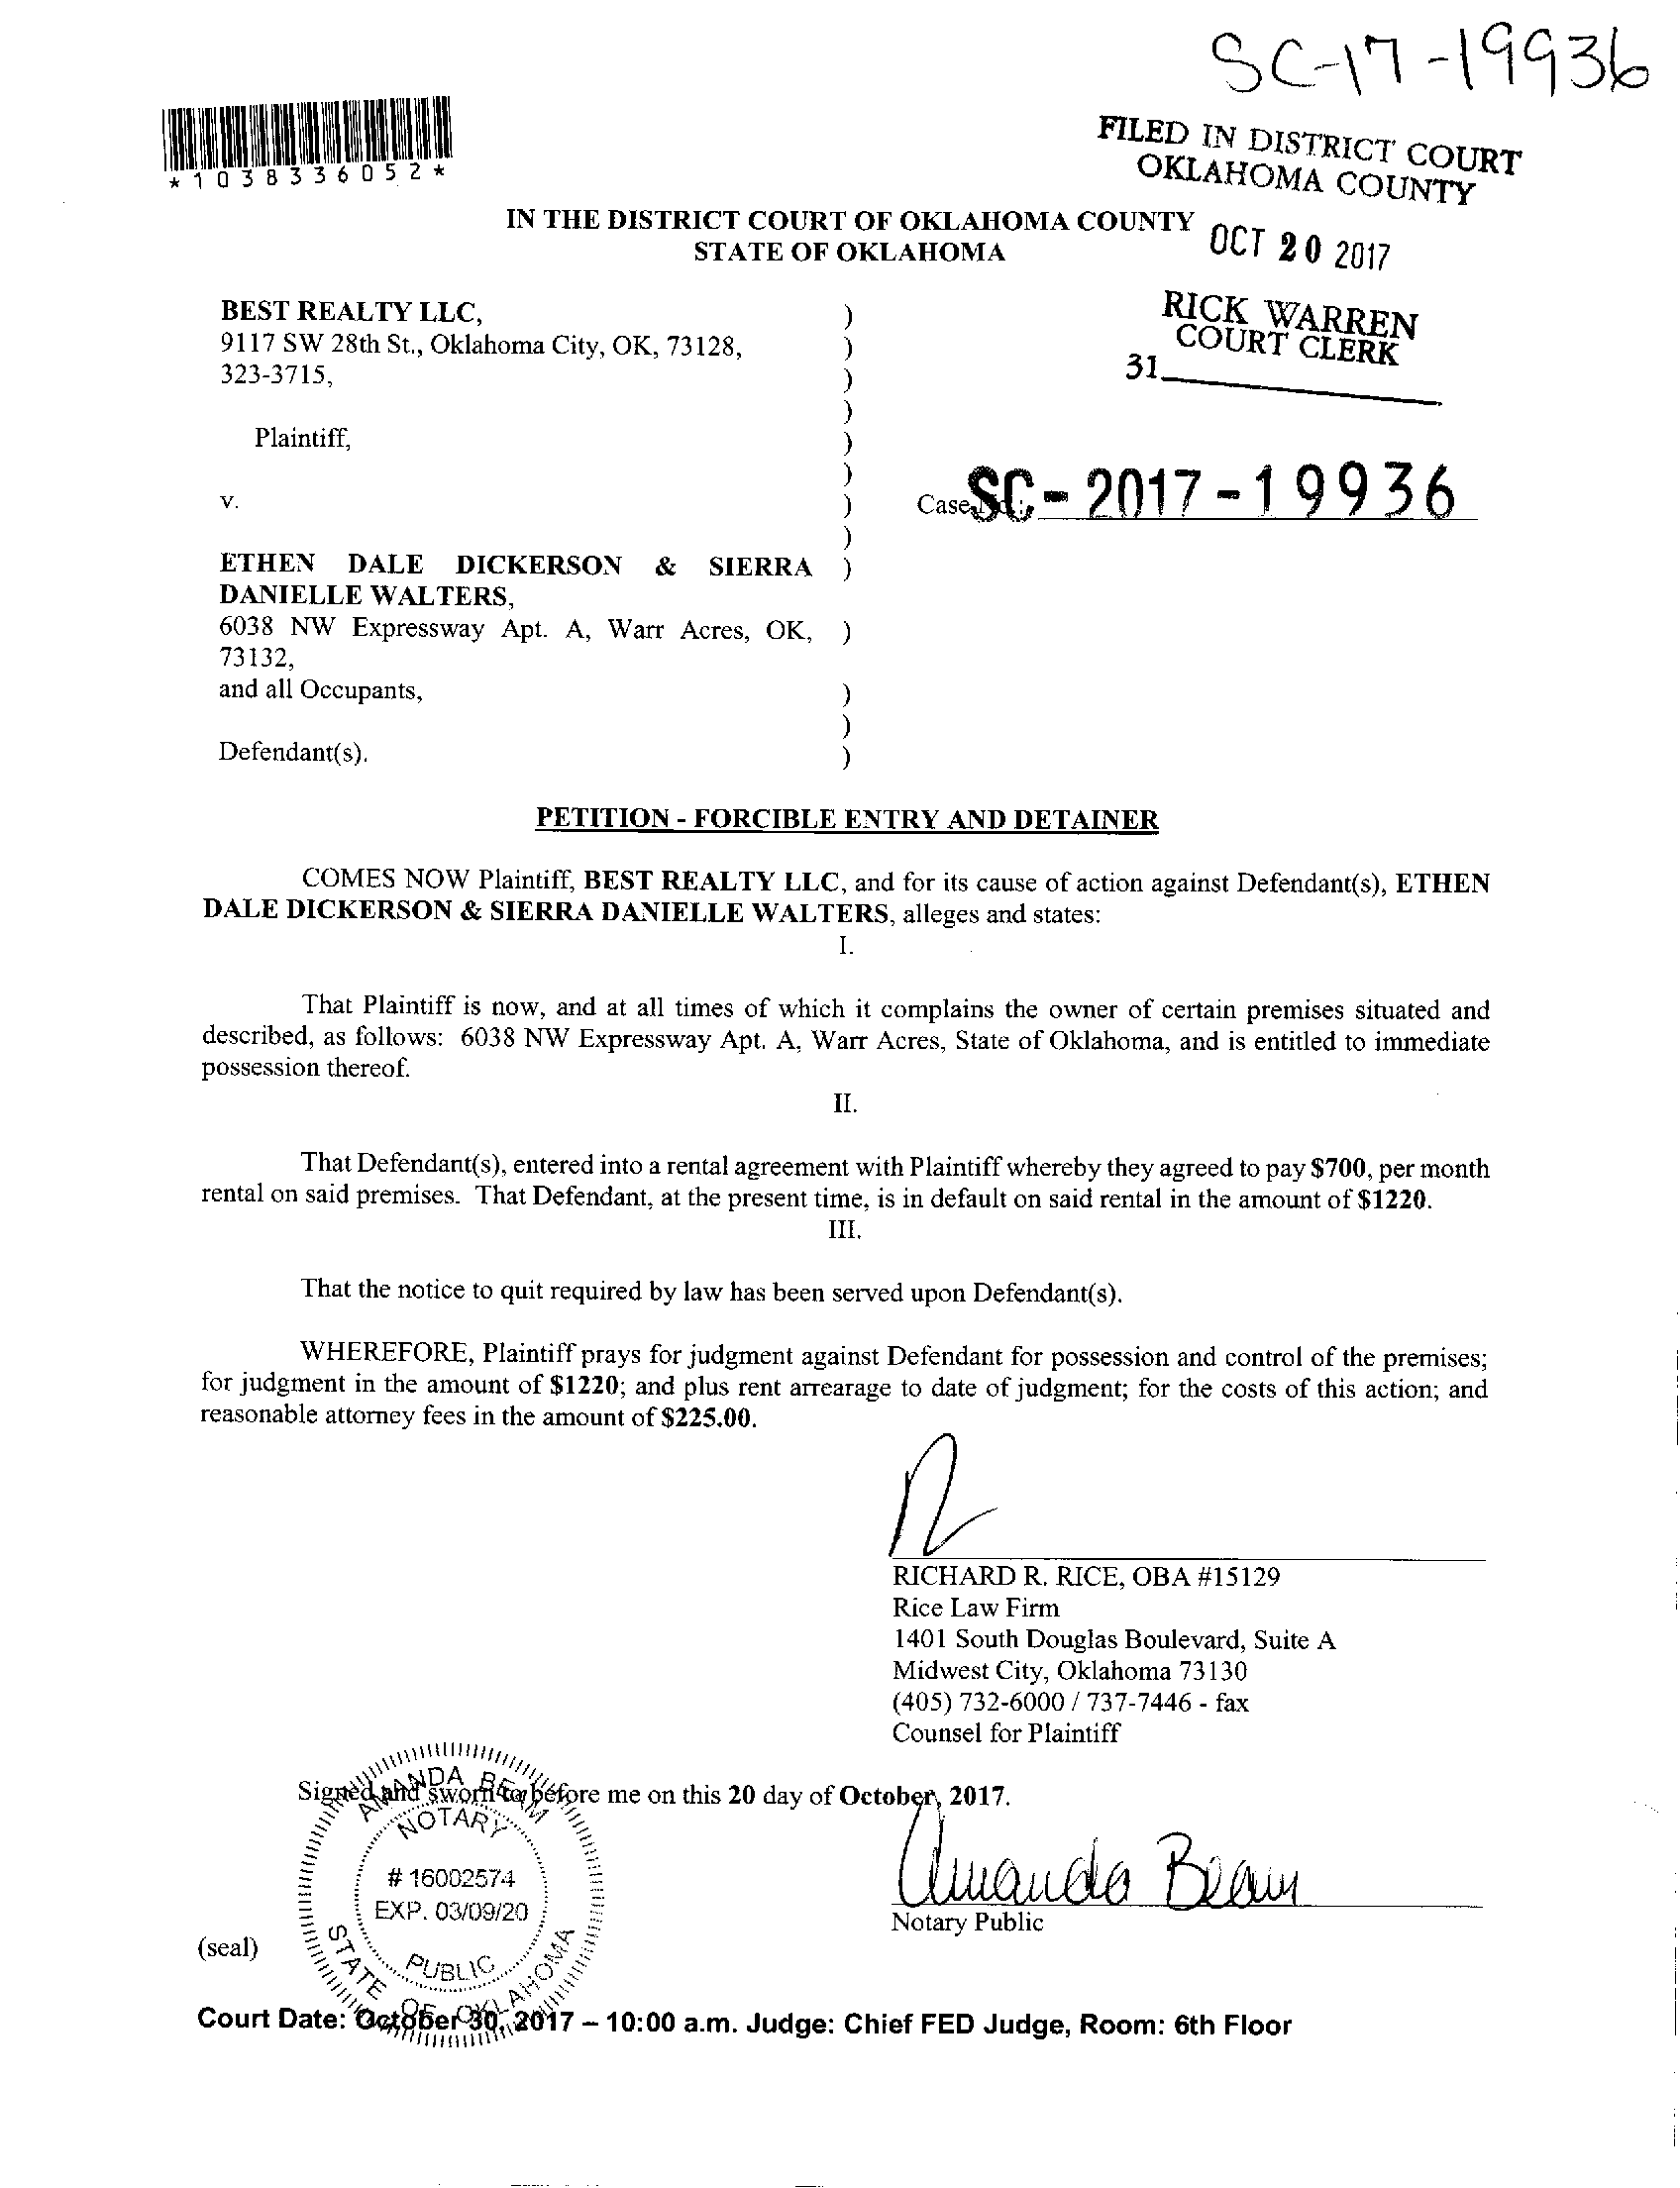 SC-17-19936
*1038336052*
FILED IN DISTRICT COURT
OKLAHOMA COUNTY
OCT 20 2017
RICK WARREN
COURT CLERK
31
IN THE DISTRICT COURT OF OKLAHOMA COUNTY
STATE OF OKLAHOMA
BEST REALTY LLC, )
9117 SW 28th St., Oklahoma City, OK, 73128, )
323-3715, )
)
Plaintiff, )
)
v. )
Case No.: SC-2017-19936
)
ETHEN DALE DICKERSON & SIERRA )
DANIELLE WALTERS,
6038 NW Expressway Apt. A, Warr Acres, OK, )
73132,
and all Occupants, )
)
Defendant(s). )
PETITION - FORCIBLE ENTRY AND DETAINER
COMES NOW Plaintiff, BEST REALTY LLC, and for its cause of action against Defendant(s), ETHEN
DALE DICKERSON & SIERRA DANIELLE WALTERS, alleges and states:
I.
That Plaintiff is now, and at all times of which it complains the owner of certain premises situated and
described, as follows: 6038 NW Expressway Apt. A, Warr Acres, State of Oklahoma, and is entitled to immediate
possession thereof.
II.
That Defendant(s), entered into a rental agreement with Plaintiff whereby they agreed to pay $700, per month
rental on said premises. That Defendant, at the present time, is in default on said rental in the amount of $1220.
III.
That the notice to quit required by law has been served upon Defendant(s).
WHEREFORE, Plaintiff prays for judgment against Defendant for possession and control of the premises;
for judgment in the amount of $1220; and plus rent arrearage to date of judgment; for the costs of this action; and
reasonable attorney fees in the amount of $225.00.
RICHARD R. RICE, OBA #15129
Rice Law Firm
1401 South Douglas Boulevard, Suite A
Midwest City, Oklahoma 73130
(405) 732-6000 / 737-7446 - fax
Counsel for Plaintiff
Signed and sworn to before me on this 20 day of October, 2017.
AMANDA BEAM
NOTARY
# 16002574
EXP. 03/09/20
PUBLIC
STATE OF OKLAHOMA
Amanda Beam
Notary Public
(seal)
Court Date: October 30, 2017 – 10:00 a.m. Judge: Chief FED Judge, Room: 6th Floor